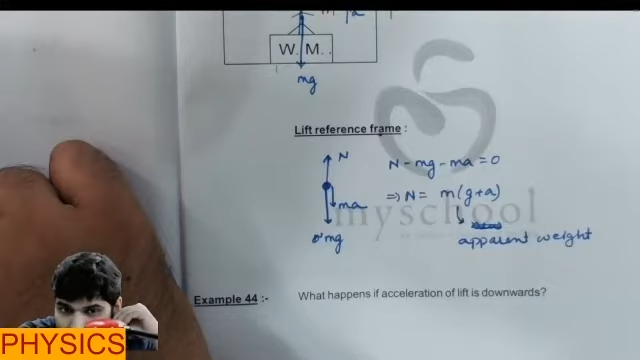 W. M.
mg
Lift reference frame :
N
N - mg - ma = 0
⇒ N = m(g+a)
ma
myschool
mg
apparent weight
Example 44 :- What happens if acceleration of lift is downwards?
PHYSICS